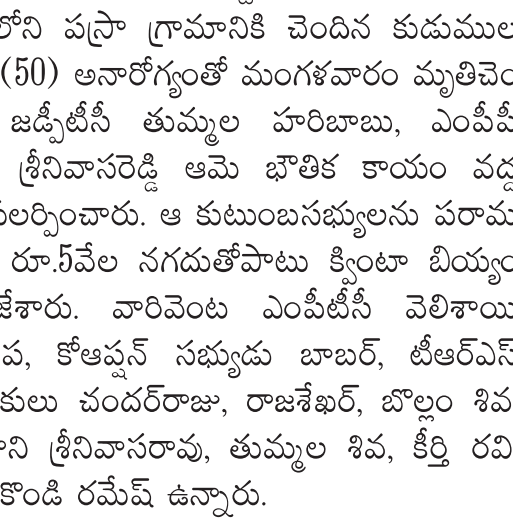 లోని పస్రా గ్రామానికి చెందిన కుడుముల
(50) అనారోగ్యంతో మంగళవారం మృతిచెం
జడ్పీటీసీ తుమ్మల హరిబాబు, ఎంపీపీ
శ్రీనివాసరెడ్డి ఆమె భౌతిక కాయం వద్ద
పలర్పించారు. ఆ కుటుంబసభ్యులను పరామ
రూ.5వేల నగదుతోపాటు క్వింటా బియ్యం
జేశారు. వారివెంట ఎంపీటీసీ వెలిశాయి
ప, కోఆప్షన్ సభ్యుడు బాబర్, టీఆర్ఎస్
కులు చందర్‌రాజు, రాజశేఖర్, బొల్లం శివ
ని శ్రీనివాసరావు, తుమ్మల శివ, కీర్తి రవి
కొండి రమేష్ ఉన్నారు.